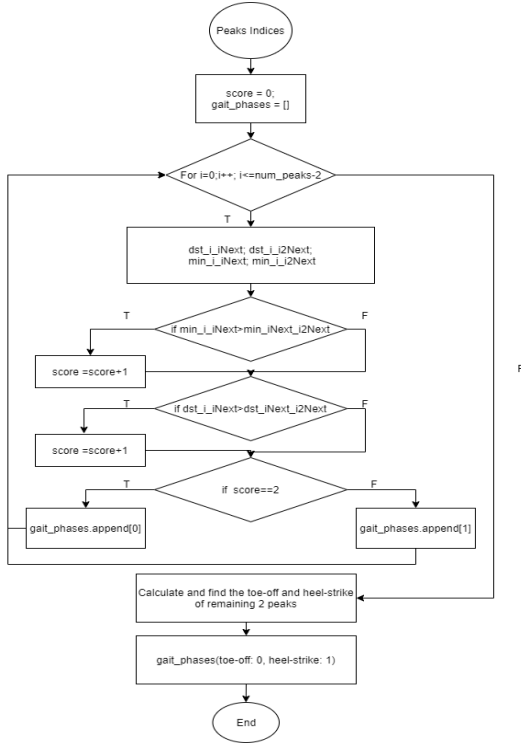 Peaks Indices
score = 0;
gait_phases = []
For i=0;i++; i<=num_peaks-2
T
dst_i_iNext; dst_i_i2Next;
min_i_iNext; min_i_i2Next
T
F
if min_i_iNext>min_iNext_i2Next
score =score+1
T
F
if dst_i_iNext>dst_iNext_i2Next
score =score+1
T
F
if score==2
gait_phases.append[0]
gait_phases.append[1]
F
Calculate and find the toe-off and heel-strike
of remaining 2 peaks
gait_phases(toe-off: 0, heel-strike: 1)
End